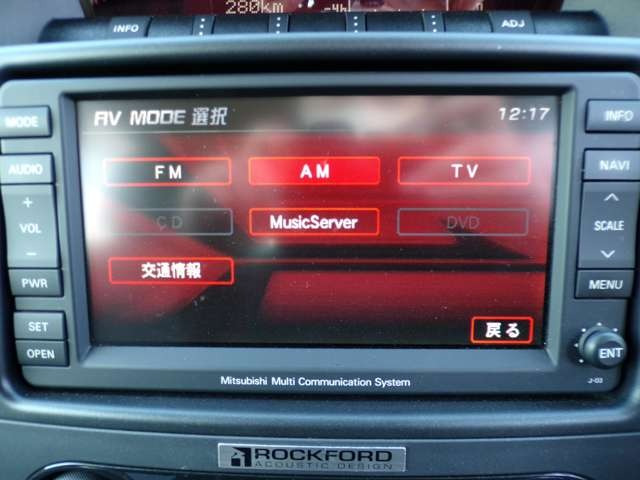 280km -4h
INFO
ADJ
MODE
AV MODE 選択
12:17
INFO
AUDIO
FM
AM
TV
NAVI
+
VOL
-
CD
MusicServer
DVD
SCALE
PWR
交通情報
MENU
SET
戻る
OPEN
ENT
Mitsubishi Multi Communication System
J-03
ROCKFORD
ACOUSTIC DESIGN